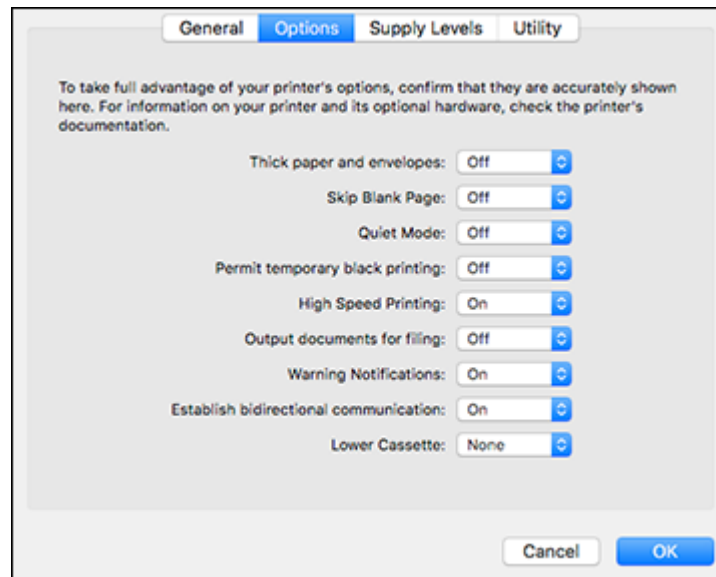 General Options Supply Levels Utility
To take full advantage of your printer's options, confirm that they are accurately shown
here. For information on your printer and its optional hardware, check the printer's
documentation.
Thick paper and envelopes: Off
Skip Blank Page: Off
Quiet Mode: Off
Permit temporary black printing: Off
High Speed Printing: On
Output documents for filing: Off
Warning Notifications: On
Establish bidirectional communication: On
Lower Cassette: None
Cancel OK